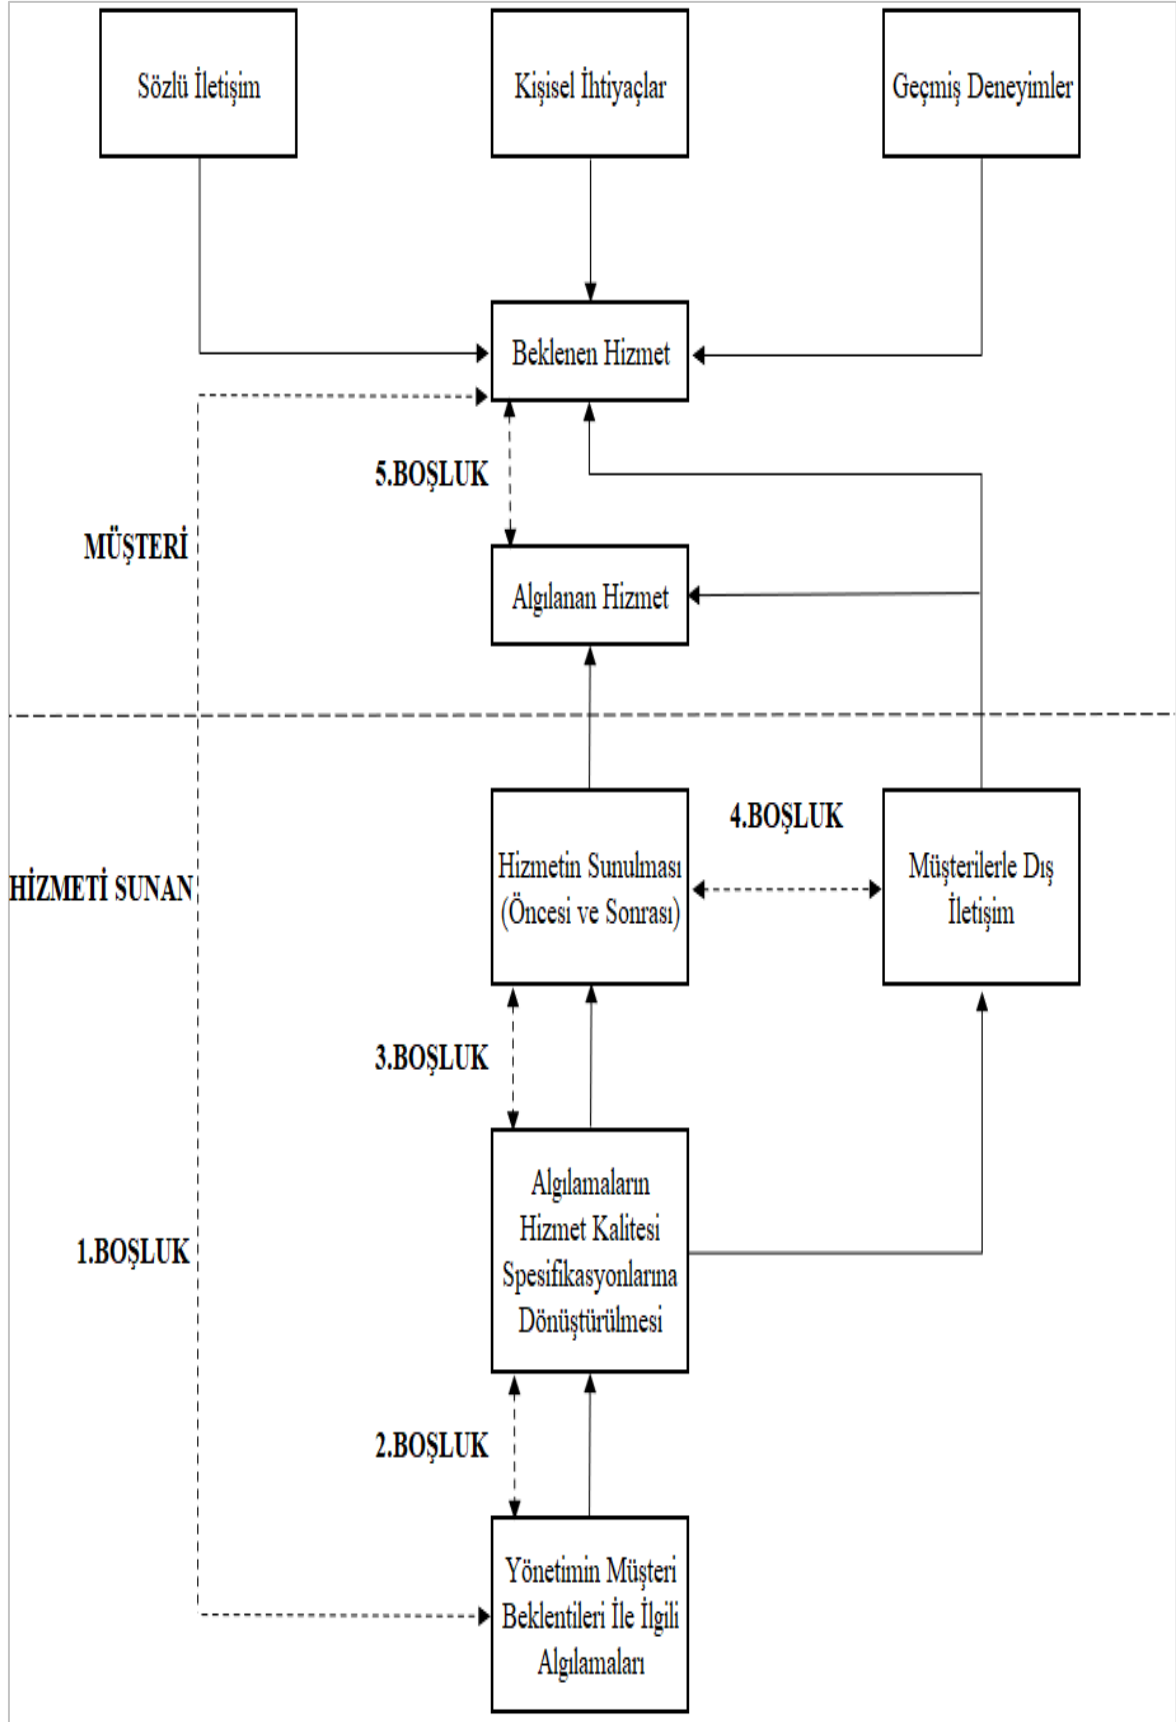 Sözlü İletişim
Kişisel İhtiyaçlar
Geçmiş Deneyimler
Beklenen Hizmet
5.BOŞLUK
MÜŞTERİ
Algılanan Hizmet
4.BOŞLUK
HİZMETİ SUNAN
Hizmetin Sunulması
(Öncesi ve Sonrası)
Müşterilerle Dış
İletişim
3.BOŞLUK
Algılamaların
Hizmet Kalitesi
Spesifikasyonlarına
Dönüştürülmesi
1.BOŞLUK
2.BOŞLUK
Yönetimin Müşteri
Beklentileri İle İlgili
Algılamaları